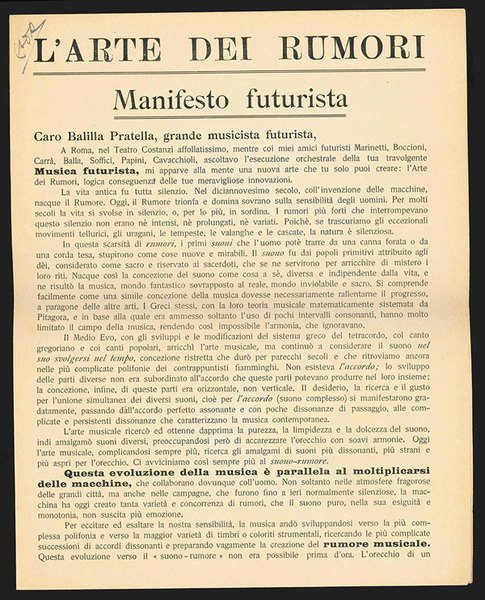 L'ARTE DEI RUMORI
Manifesto futurista
Caro Balilla Pratella, grande musicista futurista,
A Roma, nel Teatro Costanzi affollatissimo, mentre coi miei amici futuristi Marinetti, Boccioni,
Carrà, Balla, Soffici, Papini, Cavacchioli, ascoltavo l'esecuzione orchestrale della tua travolgente
Musica futurista, mi apparve alla mente una nuova arte che tu solo puoi creare: l'Arte
dei Rumori, logica conseguenza delle tue meravigliose innovazioni.
La vita antica fu tutta silenzio. Nel diciannovesimo secolo, coll'invenzione delle macchine,
nacque il Rumore. Oggi, il Rumore trionfa e domina sovrano sulla sensibilità degli uomini. Per molti
secoli la vita si svolse in silenzio, o, per lo più, in sordina. I rumori più forti che interrompevano
questo silenzio non erano nè intensi, nè prolungati, nè variati. Poichè, se trascuriamo gli eccezionali
movimenti tellurici, gli uragani, le tempeste, le valanghe e le cascate, la natura è silenziosa.
In questa scarsità di rumori, i primi suoni che l'uomo potè trarre da una canna forata o da
una corda tesa, stupirono come cose nuove e mirabili. Il suono fu dai popoli primitivi attribuito agli
dèi, considerato come sacro e riservato ai sacerdoti, che se ne servirono per arricchire di mistero i
loro riti. Nacque così la concezione del suono come cosa a sè, diversa e indipendente dalla vita, e
ne risultò la musica, mondo fantastico sovrapposto al reale, mondo inviolabile e sacro. Si comprende
facilmente come una simile concezione della musica dovesse necessariamente rallentarne il progresso,
a paragone delle altre arti. I Greci stessi, con la loro teoria musicale matematicamente sistemata da
Pitagora, e in base alla quale era ammesso soltanto l'uso di pochi intervalli consonanti, hanno molto
limitato il campo della musica, rendendo così impossibile l'armonia, che ignoravano.
Il Medio Evo, con gli sviluppi e le modificazioni del sistema greco del tetracordo, col canto
gregoriano e coi canti popolari, arricchì l'arte musicale, ma continuò a considerare il suono nel
suo svolgersi nel tempo, concezione ristretta che durò per parecchi secoli e che ritroviamo ancora
nelle più complicate polifonie dei contrappuntisti fiamminghi. Non esisteva l'accordo; lo sviluppo
delle parti diverse non era subordinato all'accordo che queste parti potevano produrre nel loro insieme;
la concezione, infine, di queste parti era orizzontale, non verticale. Il desiderio, la ricerca e il gusto
per l'unione simultanea dei diversi suoni, cioè per l'accordo (suono complesso) si manifestarono gra-
datamente, passando dall'accordo perfetto assonante e con poche dissonanze di passaggio, alle com-
plicate e persistenti dissonanze che caratterizzano la musica contemporanea.
L'arte musicale ricercò ed ottenne dapprima la purezza, la limpidezza e la dolcezza del suono,
indi amalgamò suoni diversi, preoccupandosi però di accarezzare l'orecchio con soavi armonie. Oggi
l'arte musicale, complicandosi sempre più, ricerca gli amalgami di suoni più dissonanti, più strani e
più aspri per l'orecchio. Ci avviciniamo così sempre più al suono-rumore.
Questa evoluzione della musica è parallela al moltiplicarsi
delle macchine, che collaborano dovunque coll'uomo. Non soltanto nelle atmosfere fragorose
delle grandi città, ma anche nelle campagne, che furono fino a ieri normalmente silenziose, la mac-
china ha oggi creato tanta varietà e concorrenza di rumori, che il suono puro, nella sua esiguità e
monotonia, non suscita più emozione.
Per eccitare ed esaltare la nostra sensibilità, la musica andò sviluppandosi verso la più com-
plessa polifonia e verso la maggior varietà di timbri o coloriti strumentali, ricercando le più complicate
successioni di accordi dissonanti e preparando vagamente la creazione del rumore musicale.
Questa evoluzione verso il « suono-rumore » non era possibile prima d'ora. L'orecchio di un